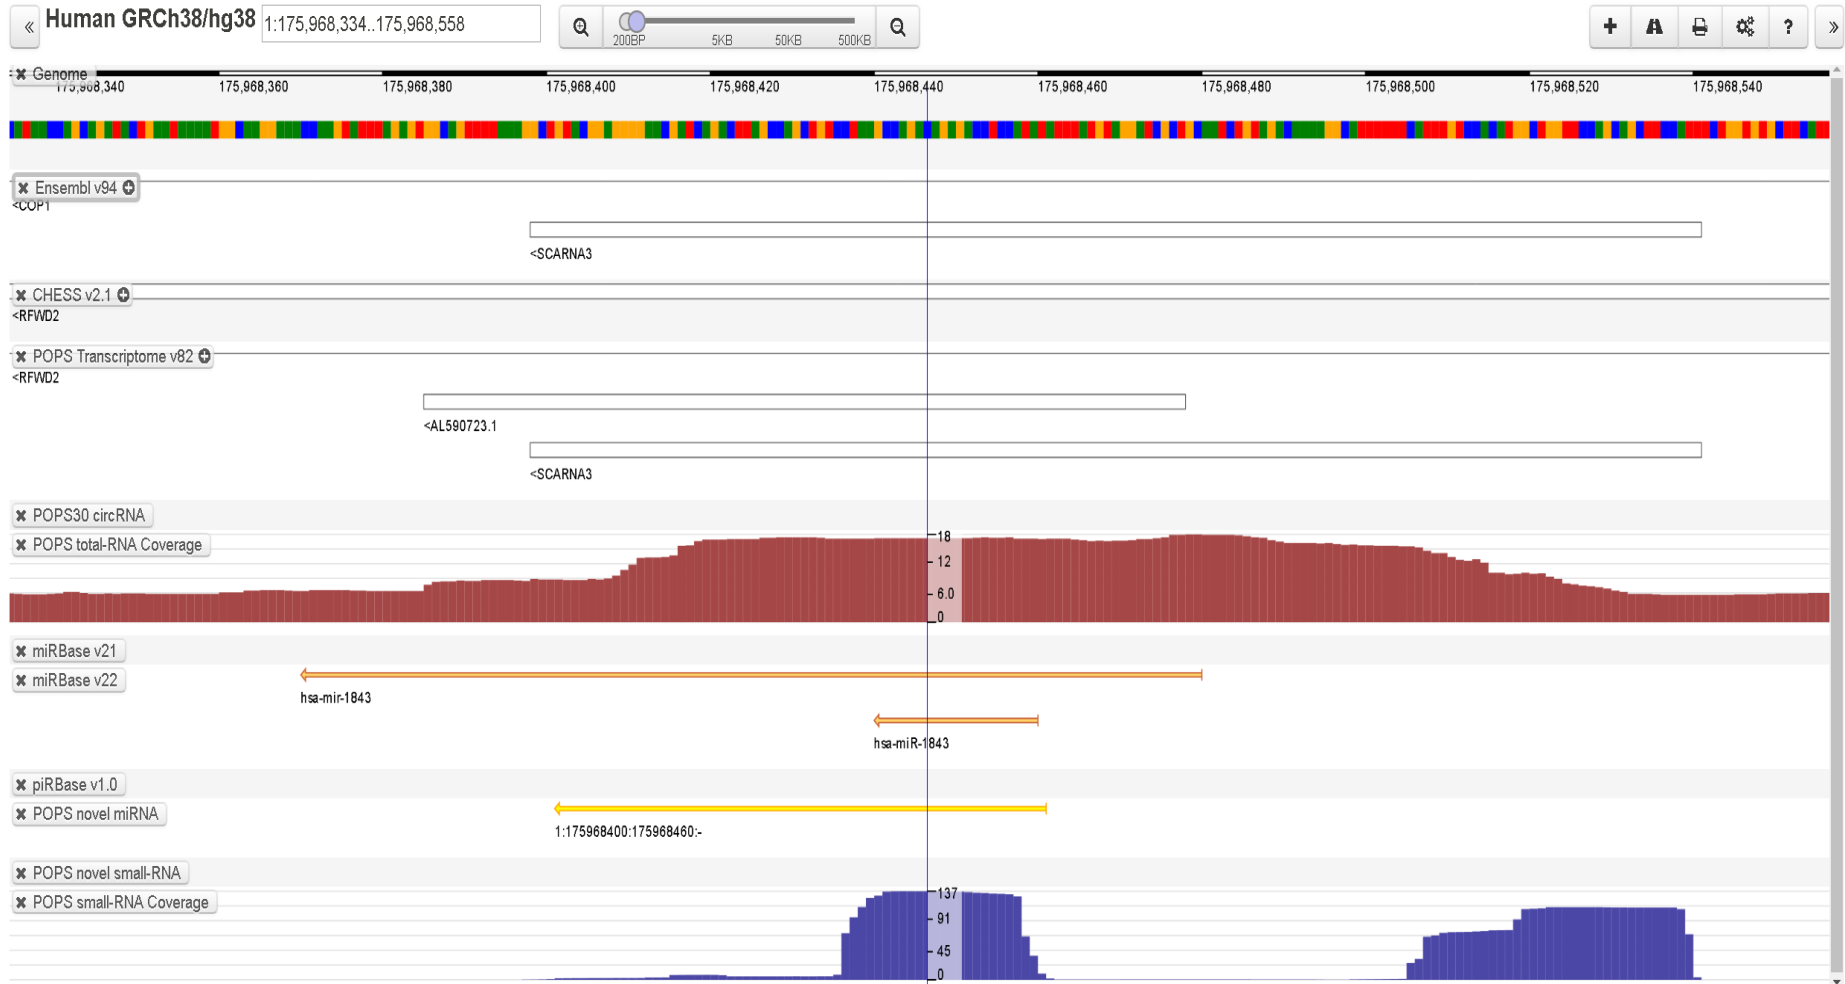 «
Human GRCh38/hg38
1:175,968,334..175,968,558
200BP 5KB 50KB 500KB
?
»
Genome
175,968,340 175,968,360 175,968,380 175,968,400 175,968,420 175,968,440 175,968,460 175,968,480 175,968,500 175,968,520 175,968,540
Ensembl v94
<COP1
<SCARNA3
CHESS v2.1
<RFWD2
POPS Transcriptome v82
<RFWD2
<AL590723.1
<SCARNA3
POPS30 circRNA
POPS total-RNA Coverage
18
12
6.0
0
miRBase v21
miRBase v22
hsa-mir-1843
hsa-miR-1843
piRBase v1.0
POPS novel miRNA
1:175968400:175968460:-
POPS novel small-RNA
POPS small-RNA Coverage
137
91
45
0